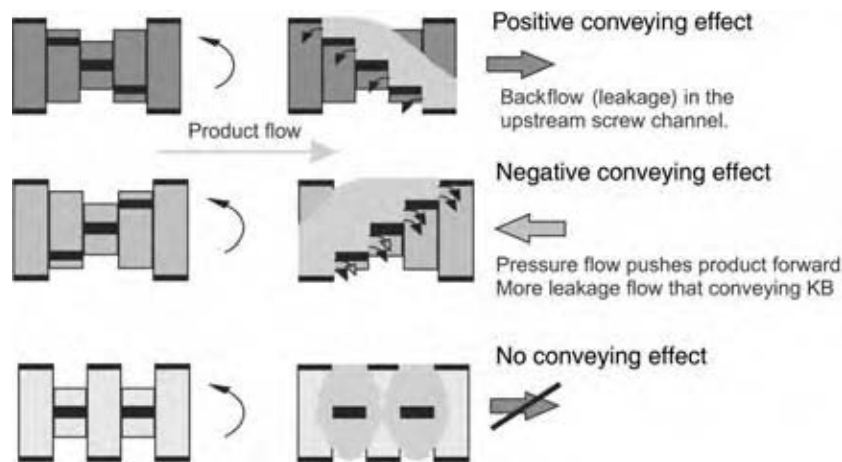 Positive conveying effect
Backflow (leakage) in the
upstream screw channel.
Product flow
Negative conveying effect
Pressure flow pushes product forward
More leakage flow that conveying KB
No conveying effect